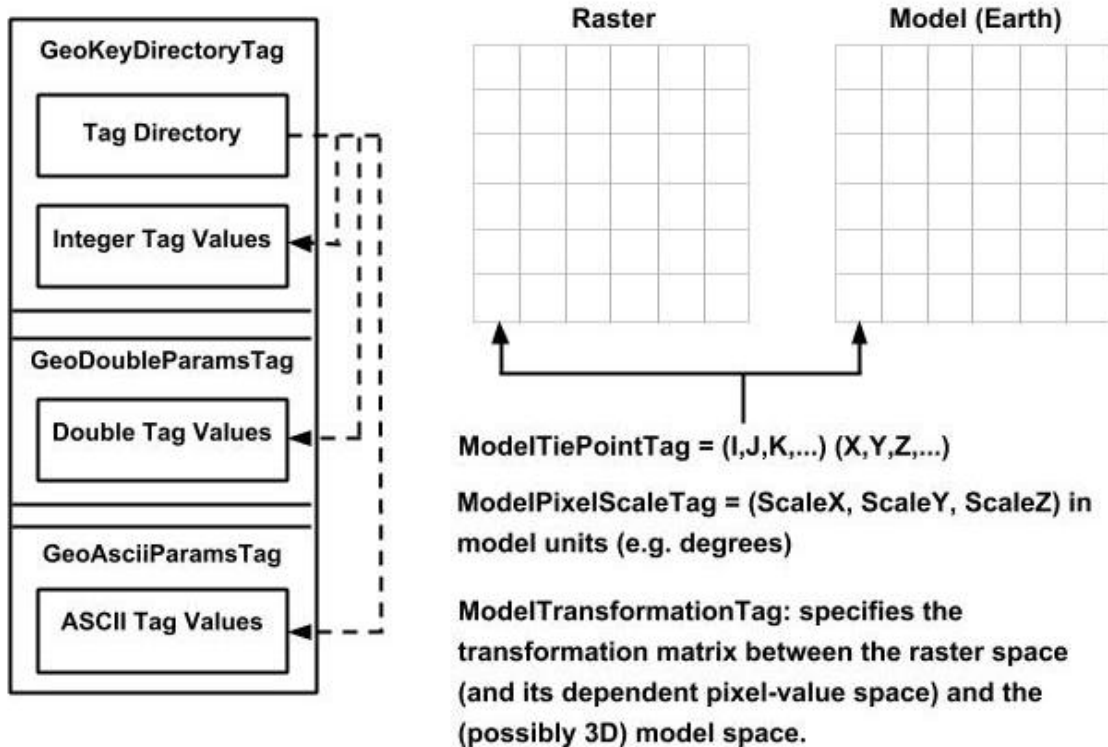 GeoKeyDirectoryTag
Tag Directory
Integer Tag Values
GeoDoubleParamsTag
Double Tag Values
GeoAsciiParamsTag
ASCII Tag Values
Raster
Model (Earth)
ModelTiePointTag = (I,J,K,...) (X,Y,Z,...)
ModelPixelScaleTag = (ScaleX, ScaleY, ScaleZ) in
model units (e.g. degrees)
ModelTransformationTag: specifies the
transformation matrix between the raster space
(and its dependent pixel-value space) and the
(possibly 3D) model space.